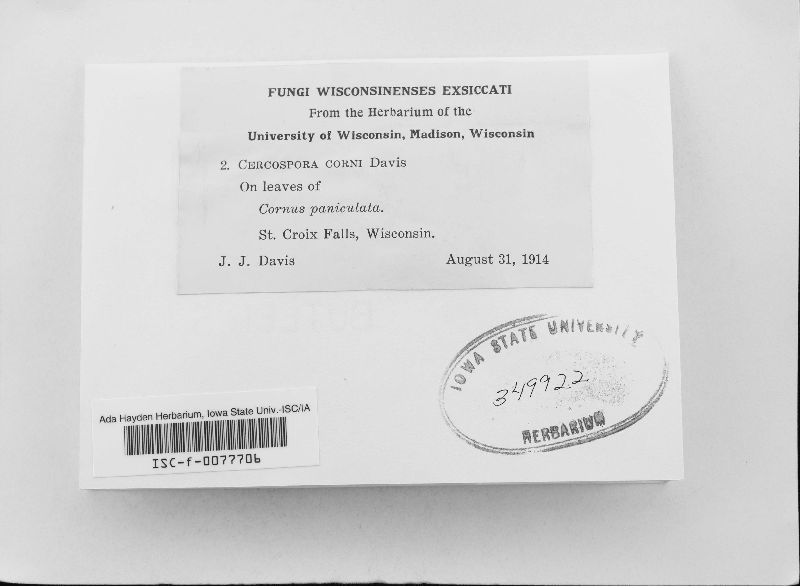 FUNGI WISCONSINENSES EXSICCATI
From the Herbarium of the
University of Wisconsin, Madison, Wisconsin
2. CERCOSPORA CORNI Davis
On leaves of
Cornus paniculata.
St. Croix Falls, Wisconsin.
J. J. Davis August 31, 1914
IOWA STATE UNIVERSITY
349922
HERBARIUM
Ada Hayden Herbarium, Iowa State Univ.-ISC/IA
ISC-f-0077706